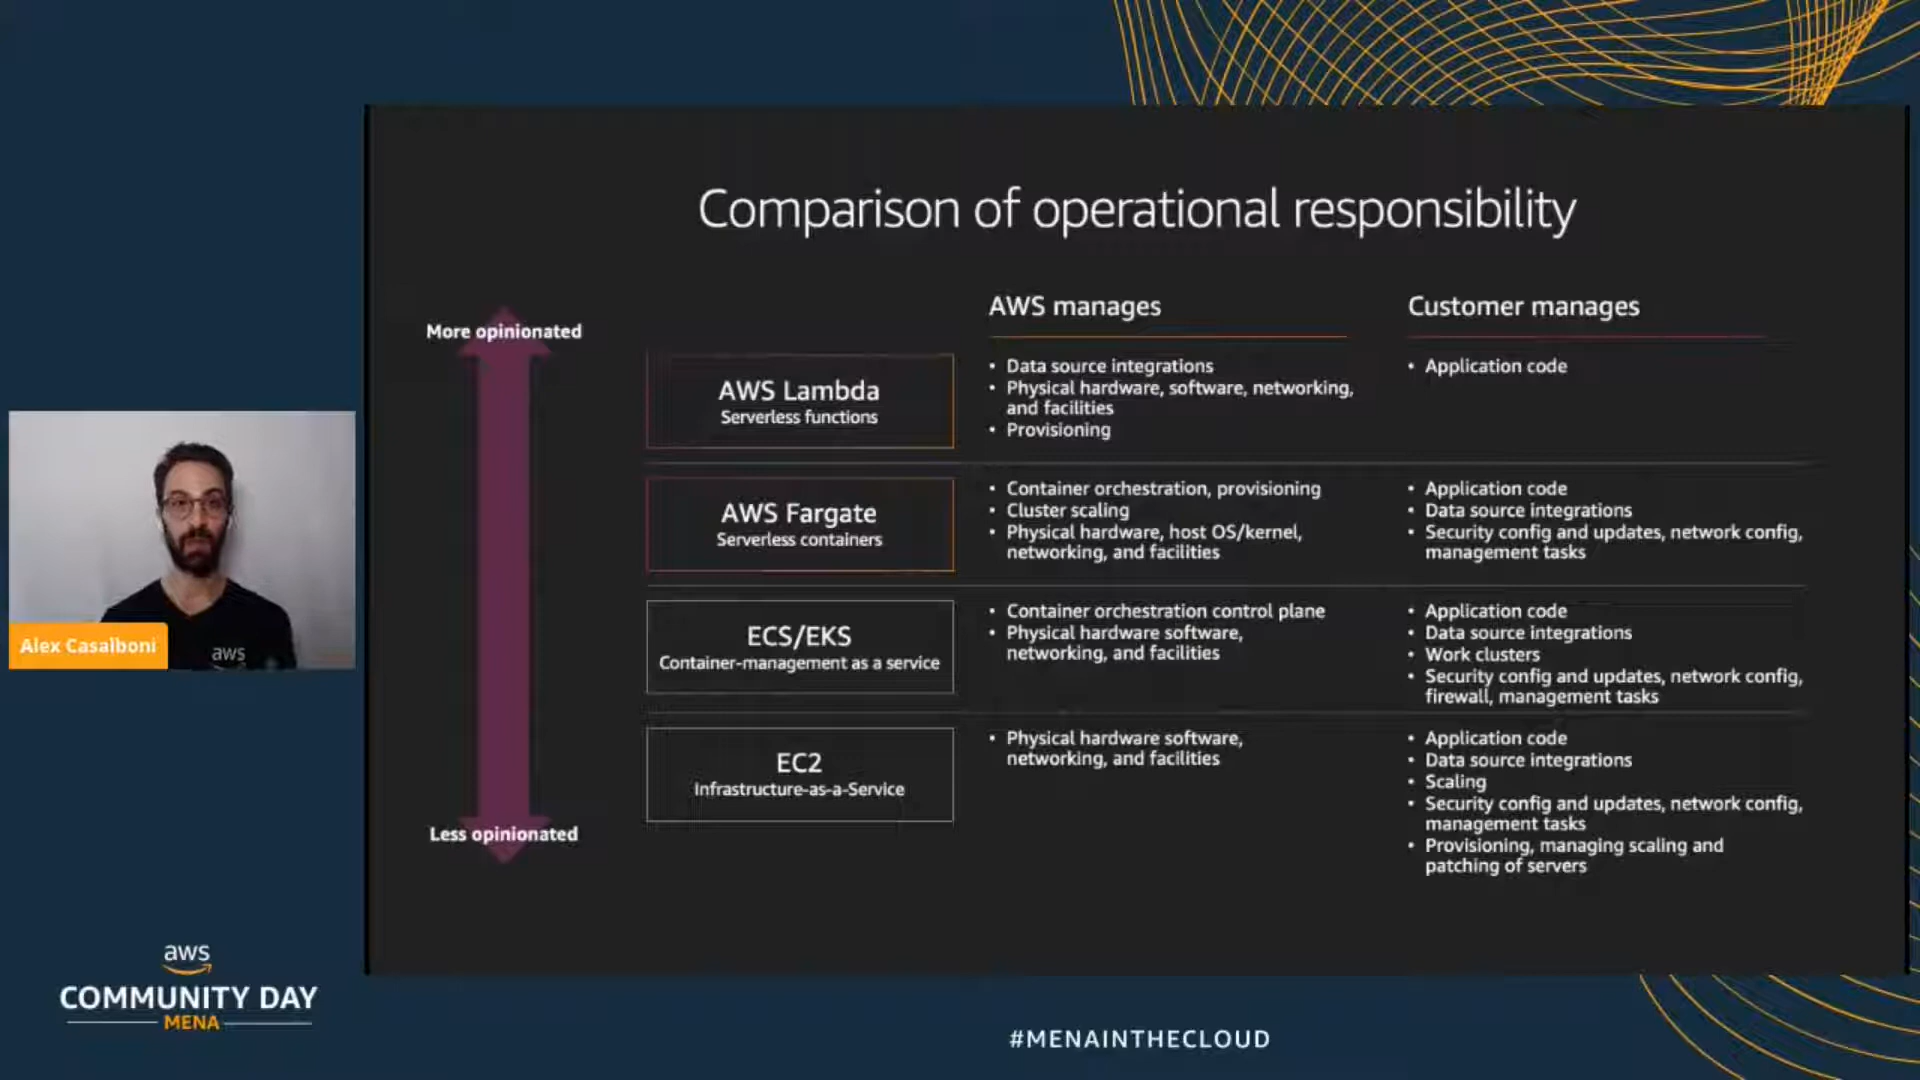 Comparison of operational responsibility
AWS manages
Customer manages
More opinionated
Less opinionated
AWS Lambda
Serverless functions
• Data source integrations
• Physical hardware, software, networking,
and facilities
• Provisioning
• Application code
AWS Fargate
Serverless containers
• Container orchestration, provisioning
• Cluster scaling
• Physical hardware, host OS/kernel,
networking, and facilities
• Application code
• Data source integrations
• Security config and updates, network config,
management tasks
ECS/EKS
Container-management as a service
• Container orchestration control plane
• Physical hardware software,
networking, and facilities
• Application code
• Data source integrations
• Work clusters
• Security config and updates, network config,
firewall, management tasks
EC2
Infrastructure-as-a-Service
• Physical hardware software,
networking, and facilities
• Application code
• Data source integrations
• Scaling
• Security config and updates, network config,
management tasks
• Provisioning, managing scaling and
patching of servers
Alex Casalboni
aws
aws
COMMUNITY DAY
MENA
#MENAINTHECLOUD